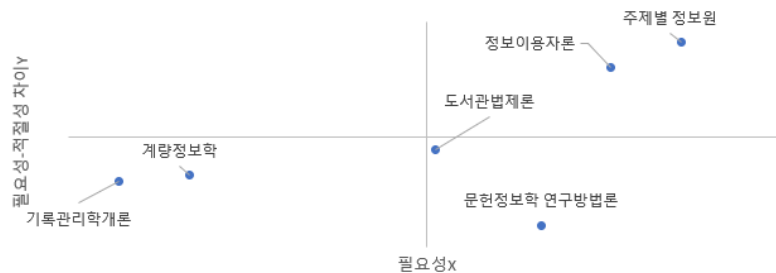 주제별 정보원
정보이용자론
도서관법제론
계량정보학
문헌정보학 연구방법론
기록관리학개론
필요성-적절성 차이Y
필요성X